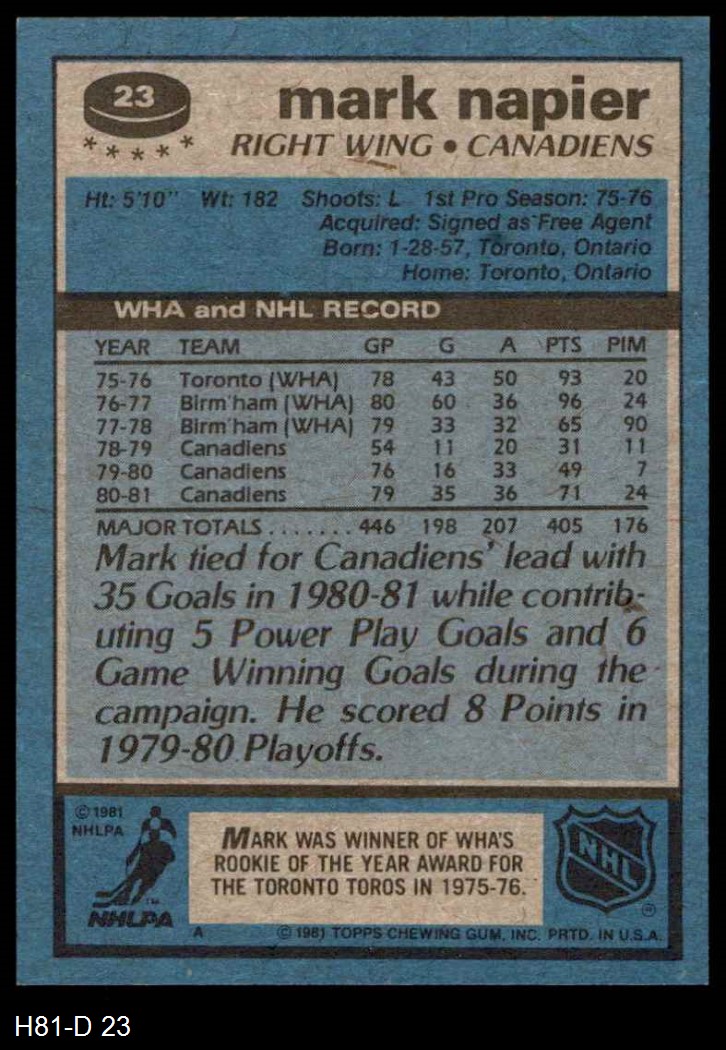 23
mark napier
RIGHT WING • CANADIENS
Ht: 5'10" Wt: 182 Shoots: L 1st Pro Season: 75-76
Acquired: Signed as Free Agent
Born: 1-28-57, Toronto, Ontario
Home: Toronto, Ontario
WHA and NHL RECORD
YEAR TEAM GP G A PTS PIM
75-76 Toronto (WHA) 78 43 50 93 20
76-77 Birm'ham (WHA) 80 60 36 96 24
77-78 Birm'ham (WHA) 79 33 32 65 90
78-79 Canadiens 54 11 20 31 11
79-80 Canadiens 76 16 33 49 7
80-81 Canadiens 79 35 36 71 24
MAJOR TOTALS ....... 446 198 207 405 176
Mark tied for Canadiens' lead with
35 Goals in 1980-81 while contrib-
uting 5 Power Play Goals and 6
Game Winning Goals during the
campaign. He scored 8 Points in
1979-80 Playoffs.
© 1981
NHLPA
NHLPA
MARK WAS WINNER OF WHA'S
ROOKIE OF THE YEAR AWARD FOR
THE TORONTO TOROS IN 1975-76.
NHL
A © 1981 TOPPS CHEWING GUM, INC. PRTD. IN U.S.A.
H81-D 23